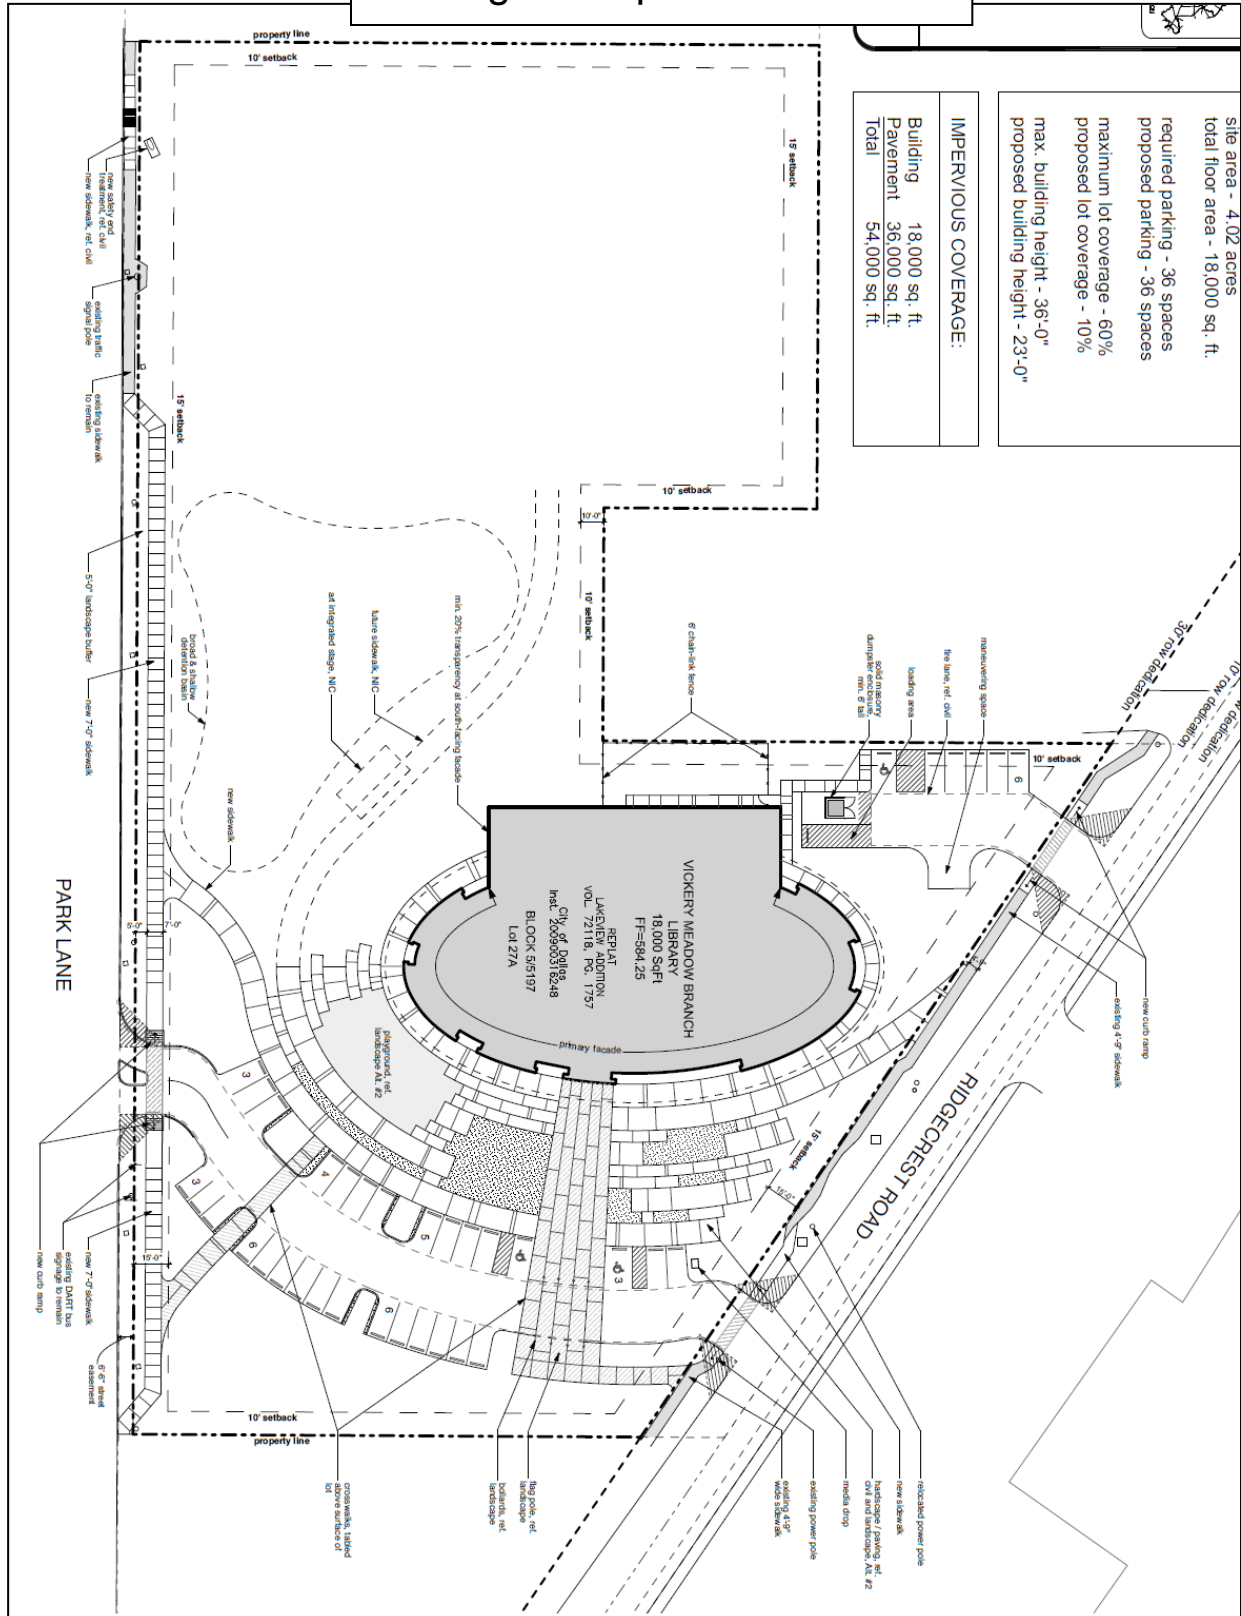 site area - 4.02 acres
total floor area - 18,000 sq. ft.
required parking - 36 spaces
proposed parking - 36 spaces
maximum lot coverage - 60%
proposed lot coverage - 10%
max. building height - 36'-0"
proposed building height - 23'-0"
IMPERVIOUS COVERAGE:
Building 18,000 sq. ft.
Pavement 36,000 sq. ft.
Total 54,000 sq. ft.
property line
10' setback
15' setback
new safety end
treatment, ref. civil
new sidewalk, ref. civil
existing traffic
signal pole
existing sidewalk
to remain
15' setback
10' setback
10'-0"
10' setback
5'-0" landscape buffer
new 7'-0" sidewalk
broad & shallow
detention basin
art integrated stage, NIC
future sidewalk, NIC
min. 20% transparency at south-facing facade
6' chain-link fence
solid masonry
dumpster enclosure,
min. 6' tall
loading area
fire lane, ref. civil
maneuvering space
30' row dedication
row dedication
10' setback
6
new sidewalk
VICKERY MEADOW BRANCH
LIBRARY
18,000 SqFt
FF=584.25
REPLAT
LAKEVIEW ADDITION
VOL. 72118, PG. 1757
City of Dallas
Inst. 200900316248
BLOCK 5/5197
Lot 27A
primary facade
PARK LANE
5'-0"
7'-0"
playground, ref.
landscape Alt. #2
new curb ramp
existing 4'-9" sidewalk
RIDGECREST ROAD
15' setback
15'-0"
3
4
5
3
3
6
6
new curb ramp
existing DART bus
signage to remain
new 7'-0" sidewalk
15'-0"
6'-6" street
easement
10' setback
property line
crosswalks, tabled
above surface of
lot
bollards, ref.
landscape
flag pole, ref.
landscape
existing 4'-9"
wide sidewalk
existing power pole
media drop
hardscape / paving, ref.
civil and landscape, Alt. #2
new sidewalk
relocated power pole